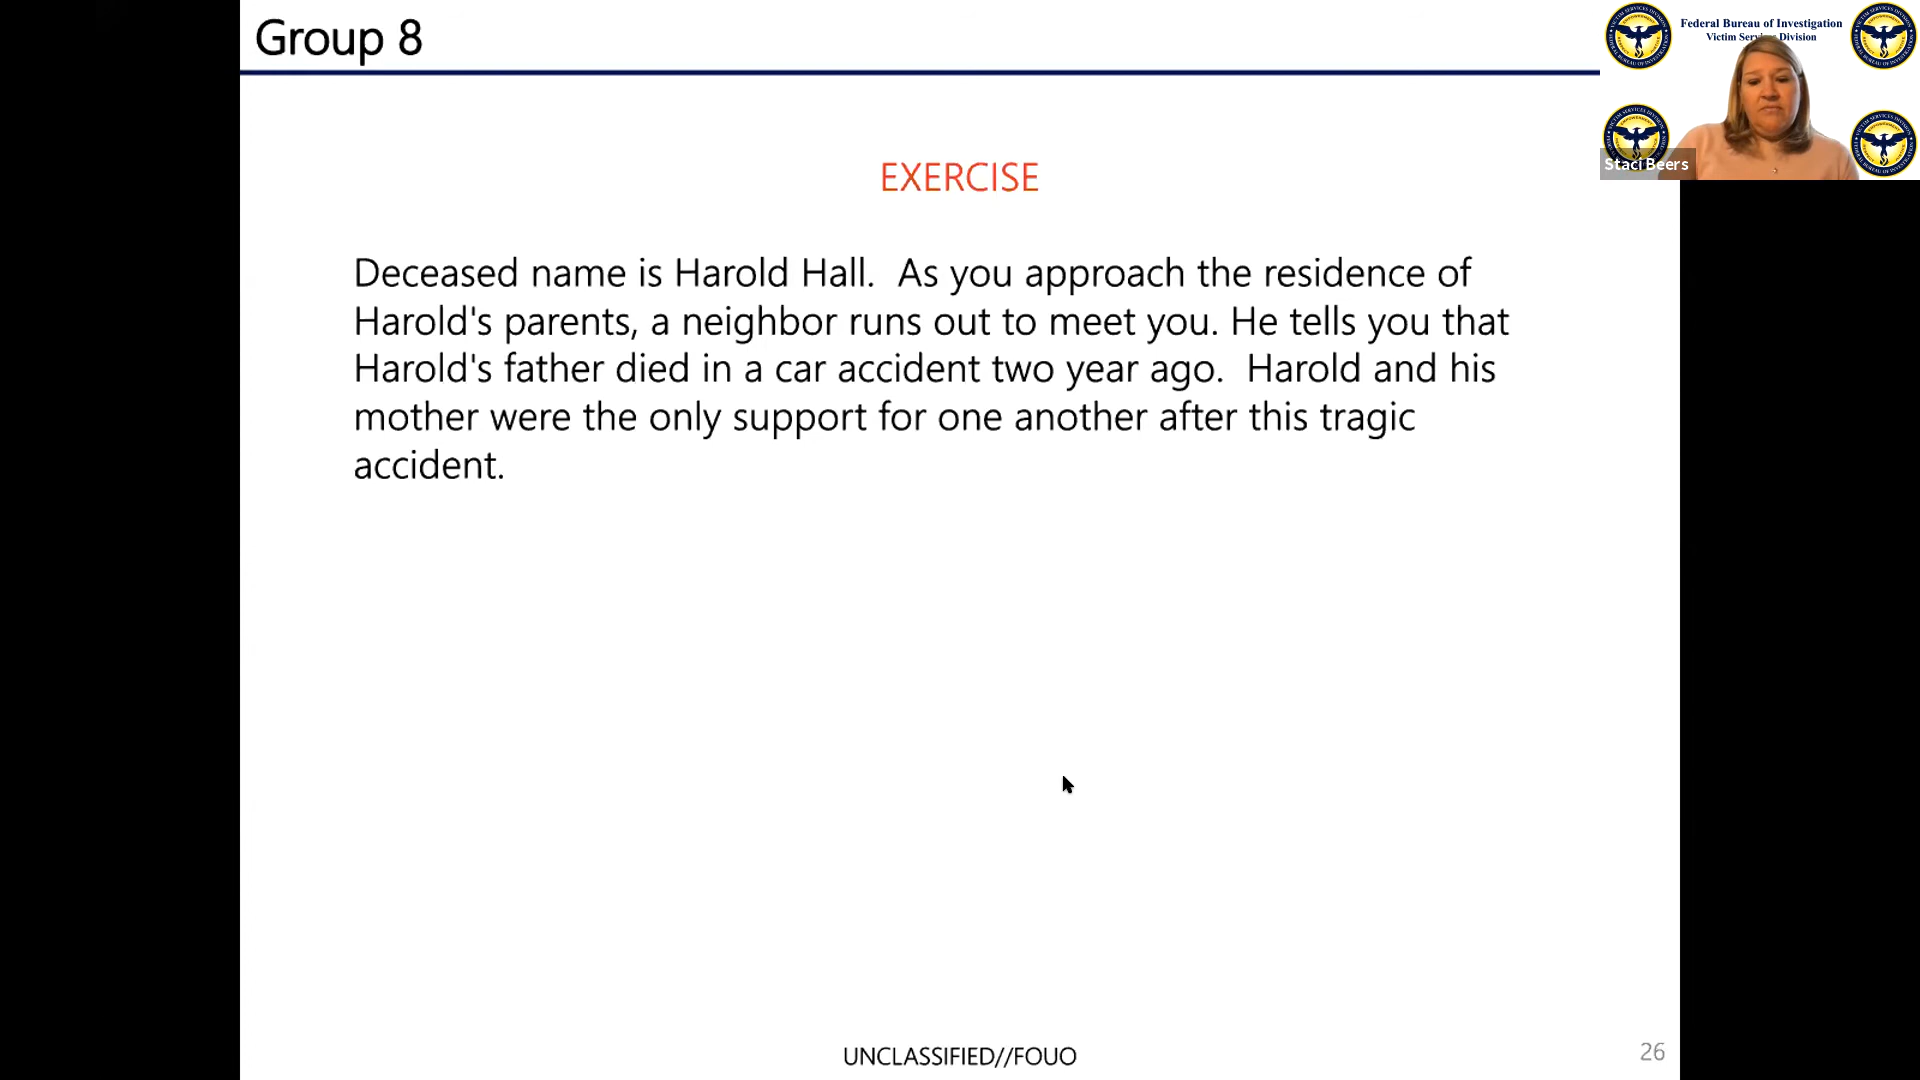 Group 8
Federal Bureau of Investigation
Division
Staci Beers
EXERCISE
Deceased name is Harold Hall.  As you approach the residence of
Harold's parents, a neighbor runs out to meet you. He tells you that
Harold's father died in a car accident two year ago.  Harold and his
mother were the only support for one another after this tragic
accident.
UNCLASSIFIED//FOUO
26